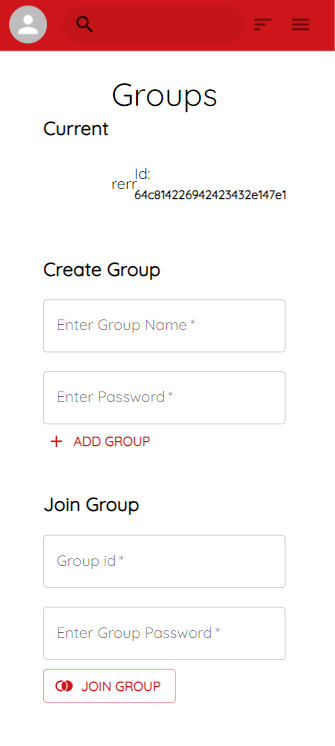 Groups
Current
Id:
rerr
64c814226942423432e147e1
Create Group
Enter Group Name *
Enter Password *
ADD GROUP
Join Group
Group id *
Enter Group Password *
JOIN GROUP